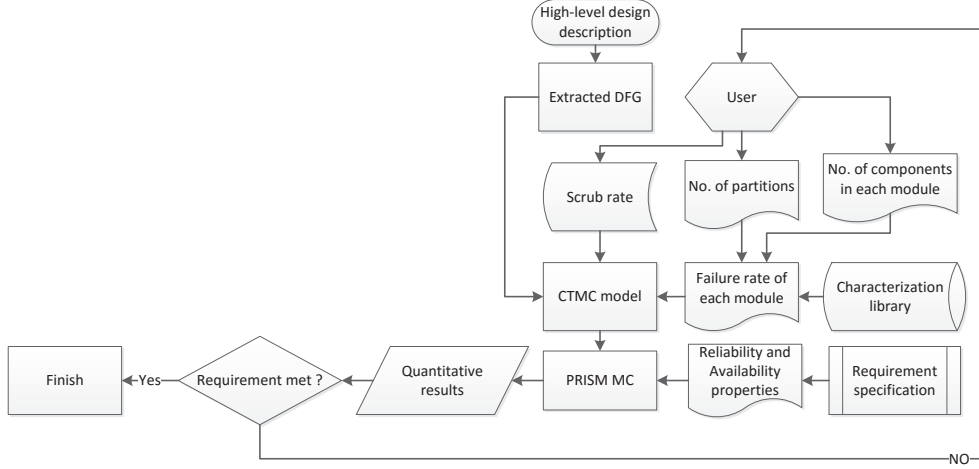 High-level design
description
Extracted DFG
User
Scrub rate
No. of partitions
No. of components
in each module
CTMC model
Failure rate of
each module
Characterization
library
Finish
Yes
Requirement met ?
Quantitative
results
PRISM MC
Reliability and
Availability
properties
Requirement
specification
NO